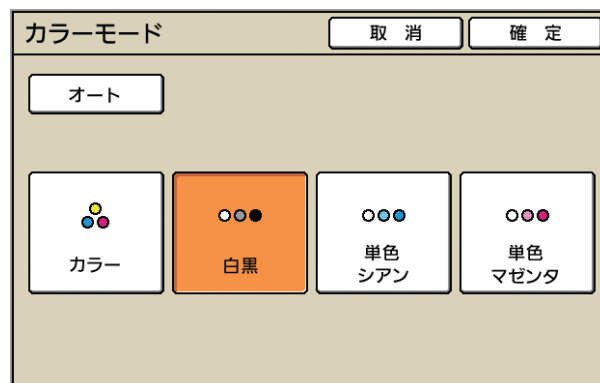 カラーモード
取 消
確 定
オート
カラー
白黒
単色
シアン
単色
マゼンタ